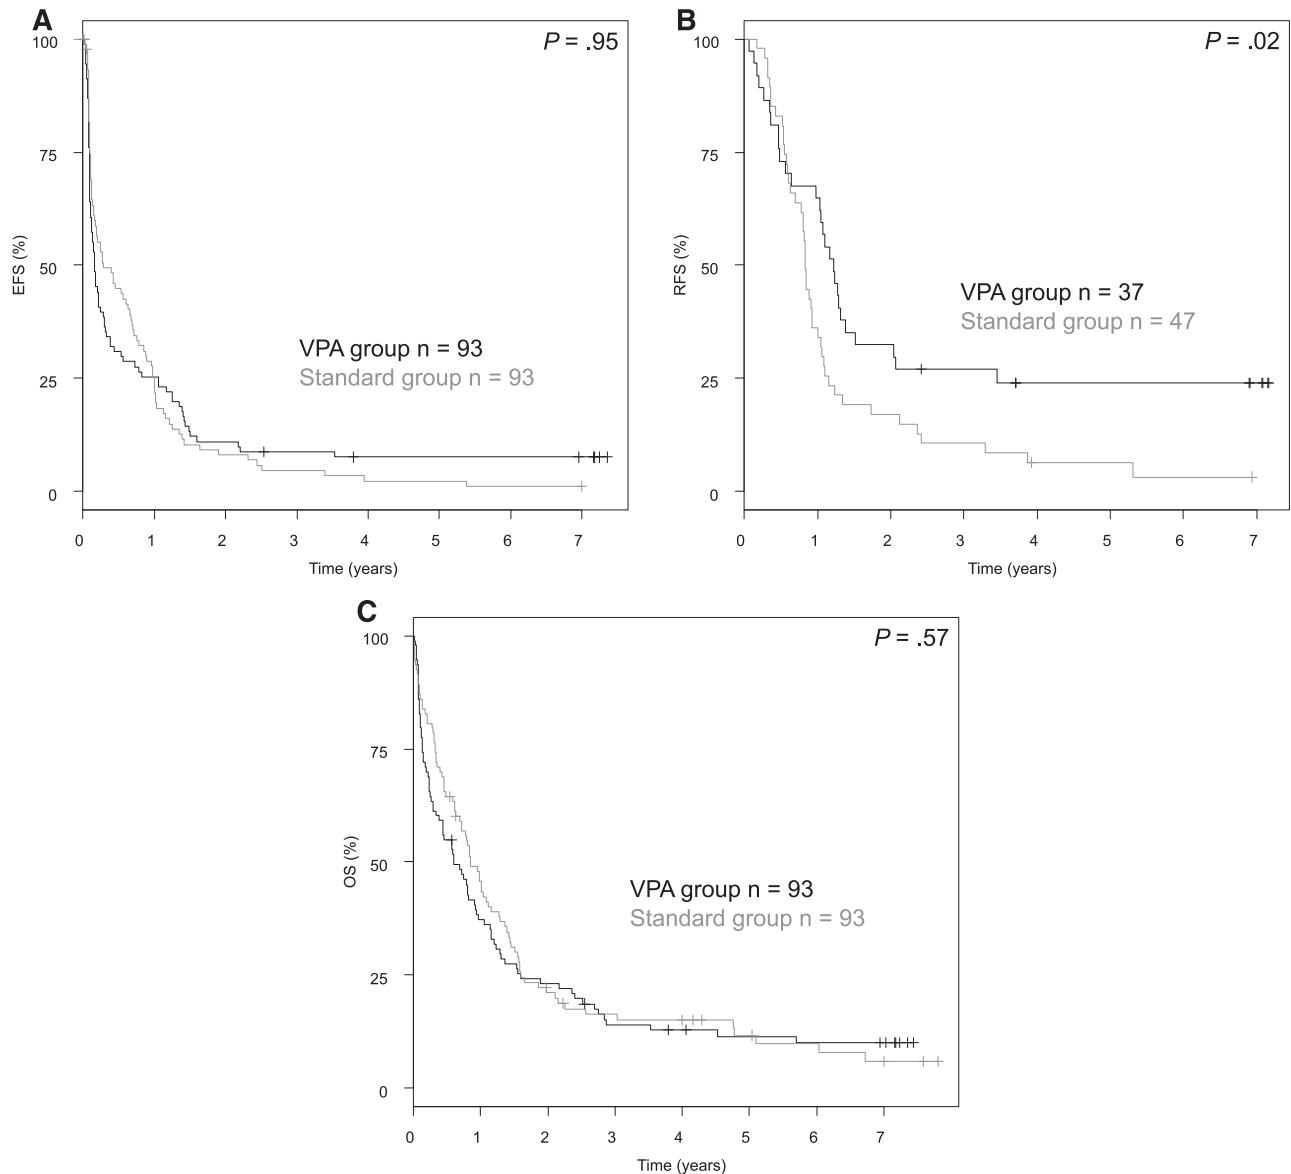 A
P = .95
100
75
50
25
0
EFS (%)
VPA group n = 93
Standard group n = 93
0 1 2 3 4 5 6 7
Time (years)
B
P = .02
100
75
50
25
0
RFS (%)
VPA group n = 37
Standard group n = 47
0 1 2 3 4 5 6 7
Time (years)
C
P = .57
100
75
50
25
0
OS (%)
VPA group n = 93
Standard group n = 93
0 1 2 3 4 5 6 7
Time (years)